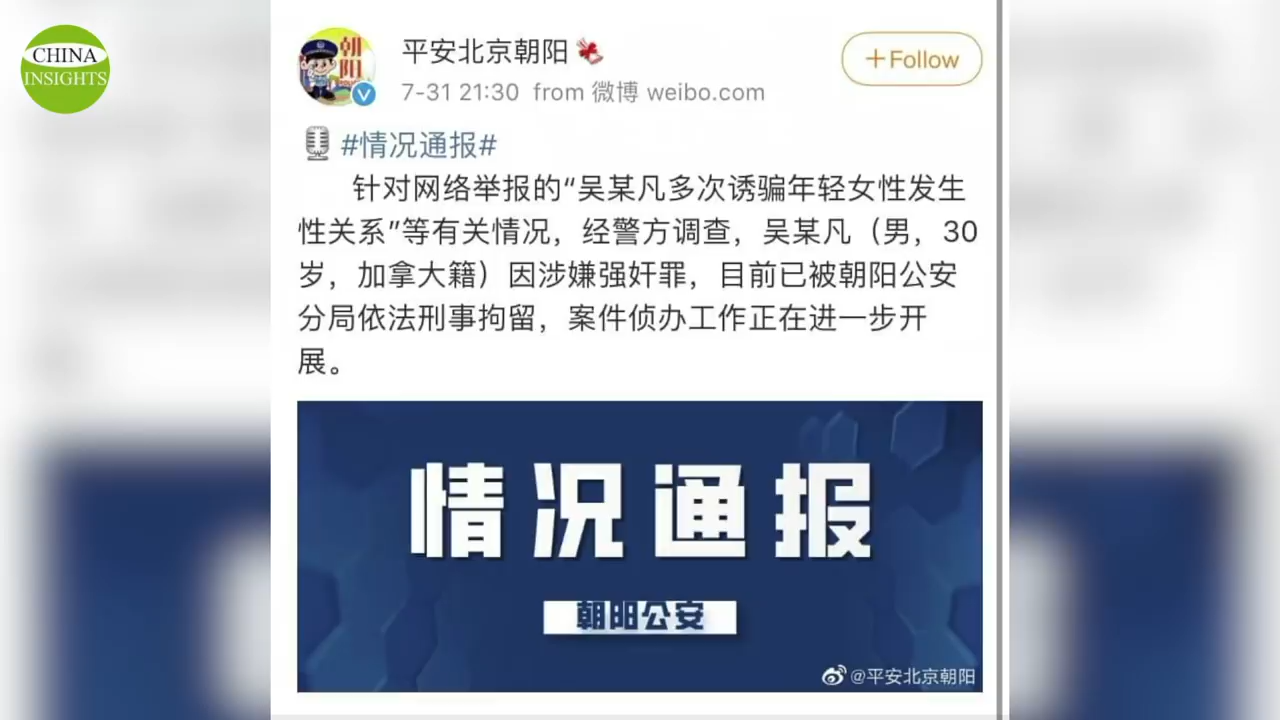 CHINA
INSIGHTS
朝
阳
平安北京朝阳
+Follow
7-31 21:30 from 微博 weibo.com
#情况通报#
针对网络举报的“吴某凡多次诱骗年轻女性发生
性关系”等有关情况，经警方调查，吴某凡（男，30
岁，加拿大籍）因涉嫌强奸罪，目前已被朝阳公安
分局依法刑事拘留，案件侦办工作正在进一步开
展。
情况通报
朝阳公安
@平安北京朝阳